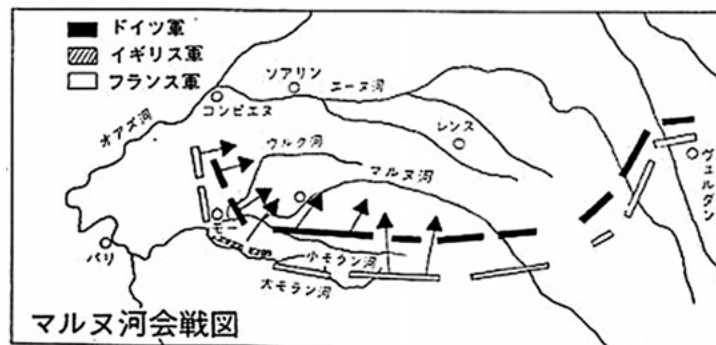 ドイツ軍
イギリス軍
フランス軍
ソアリン
エーヌ河
コンピエヌ
オアズ河
レンス
ウルク河
マルヌ河
ヴェルダン
モー
パリ
小モラン河
大モラン河
マルヌ河会戦図